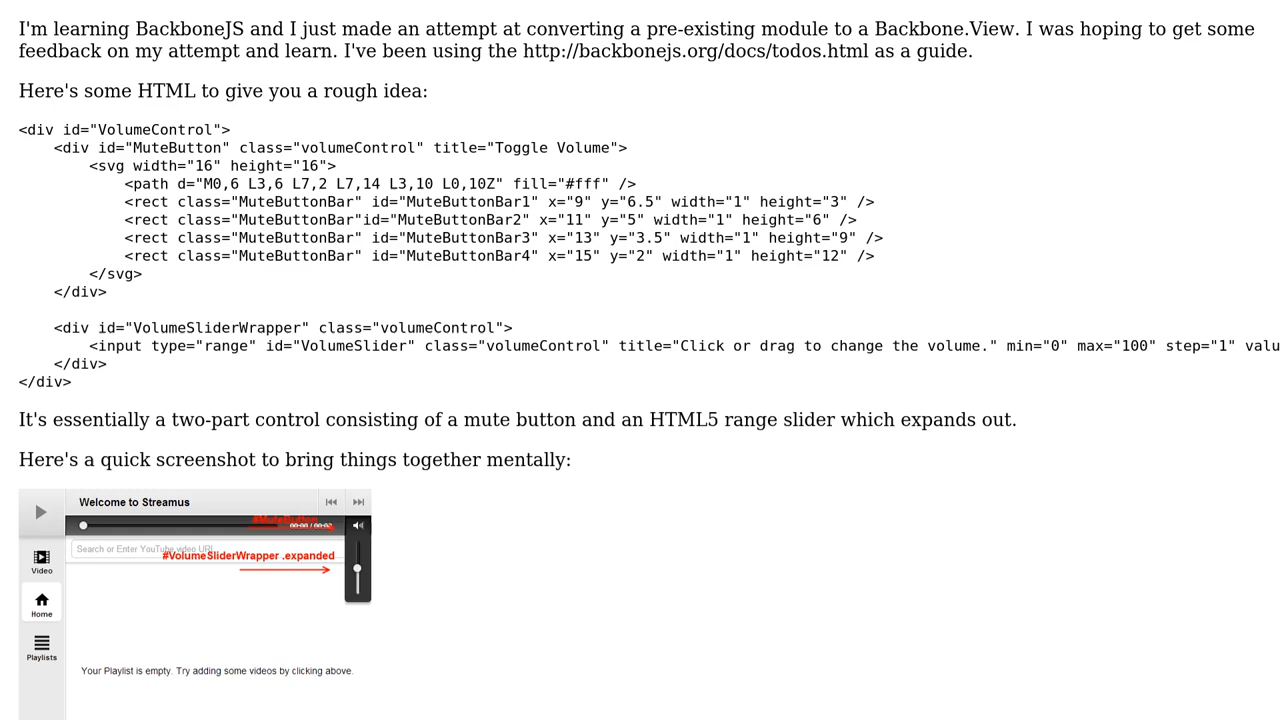 I'm learning BackboneJS and I just made an attempt at converting a pre-existing module to a Backbone.View. I was hoping to get some
feedback on my attempt and learn. I've been using the http://backbonejs.org/docs/todos.html as a guide.
Here's some HTML to give you a rough idea:
<div id="VolumeControl">
    <div id="MuteButton" class="volumeControl" title="Toggle Volume">
        <svg width="16" height="16">
            <path d="M0,6 L3,6 L7,2 L7,14 L3,10 L0,10Z" fill="#fff" />
            <rect class="MuteButtonBar" id="MuteButtonBar1" x="9" y="6.5" width="1" height="3" />
            <rect class="MuteButtonBar"id="MuteButtonBar2" x="11" y="5" width="1" height="6" />
            <rect class="MuteButtonBar" id="MuteButtonBar3" x="13" y="3.5" width="1" height="9" />
            <rect class="MuteButtonBar" id="MuteButtonBar4" x="15" y="2" width="1" height="12" />
        </svg>
    </div>
    <div id="VolumeSliderWrapper" class="volumeControl">
        <input type="range" id="VolumeSlider" class="volumeControl" title="Click or drag to change the volume." min="0" max="100" step="1" valu
    </div>
</div>
It's essentially a two-part control consisting of a mute button and an HTML5 range slider which expands out.
Here's a quick screenshot to bring things together mentally:
Welcome to Streamus
#MuteButton
Search or Enter YouTube video URL
#VolumeSliderWrapper .expanded
Video
Home
Playlists
Your Playlist is empty. Try adding some videos by clicking above.